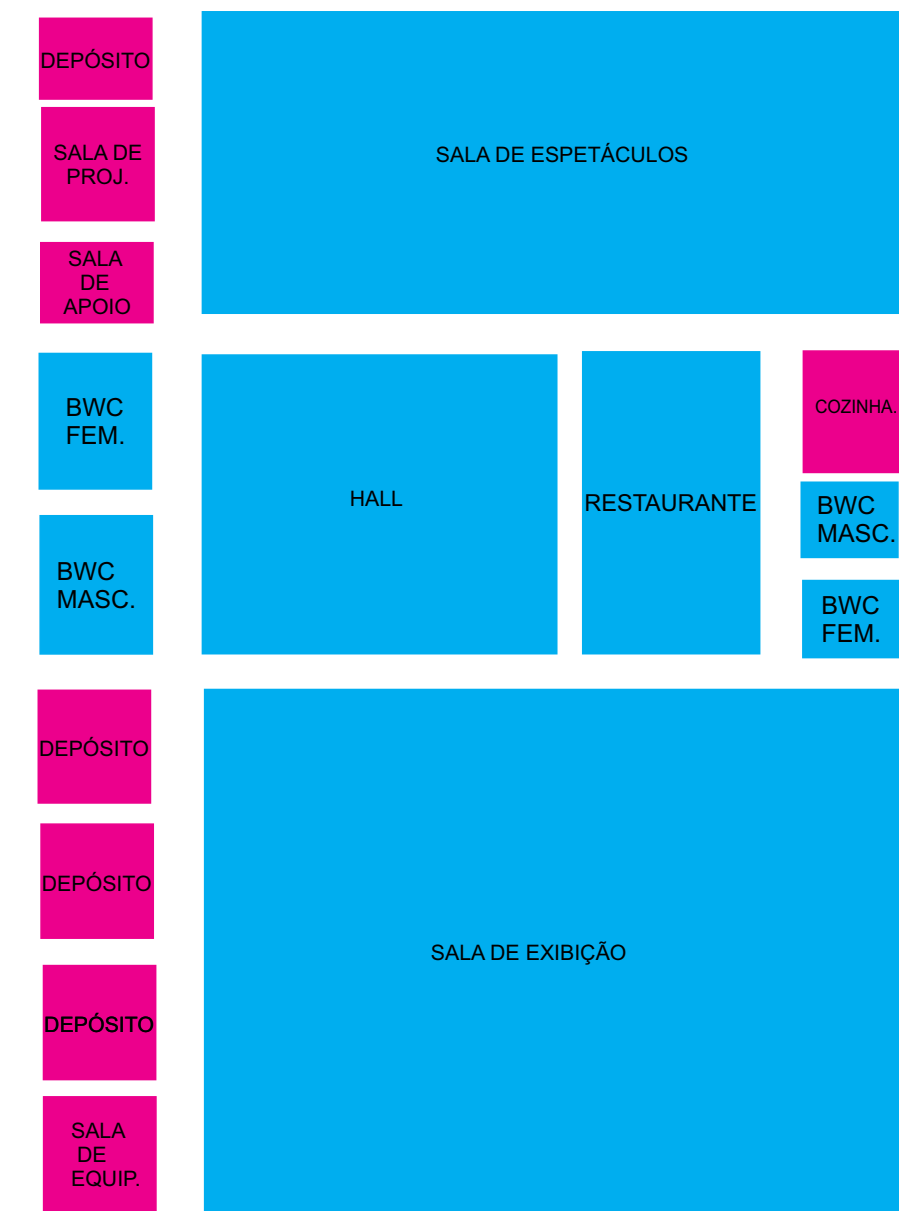 DEPÓSITO
SALA DE
PROJ.
SALA DE ESPETÁCULOS
SALA
DE
APOIO
BWC
FEM.
BWC
MASC.
HALL
RESTAURANTE
COZINHA.
BWC
MASC.
BWC
FEM.
DEPÓSITO
DEPÓSITO
DEPÓSITO
SALA
DE
EQUIP.
SALA DE EXIBIÇÃO